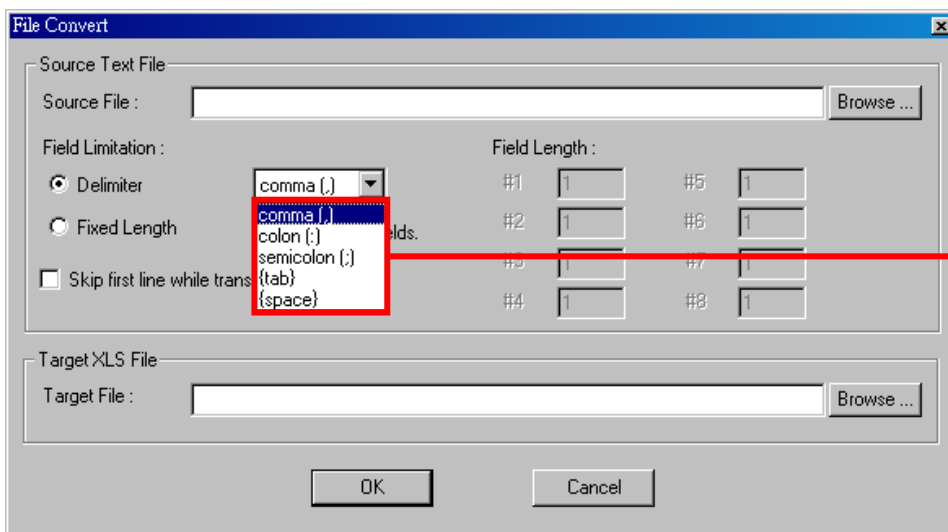 File Convert
Source Text File
Source File :
Browse ...
Field Limitation :
Field Length :
Delimiter
comma (,)
#1 1
#5 1
Fixed Length
comma (,)
colon (:)
semicolon (;)
{tab}
{space}
#2 1
#6 1
#3 1
#7 1
Skip first line while
#4 1
#8 1
Target XLS File
Target File :
Browse ...
OK
Cancel